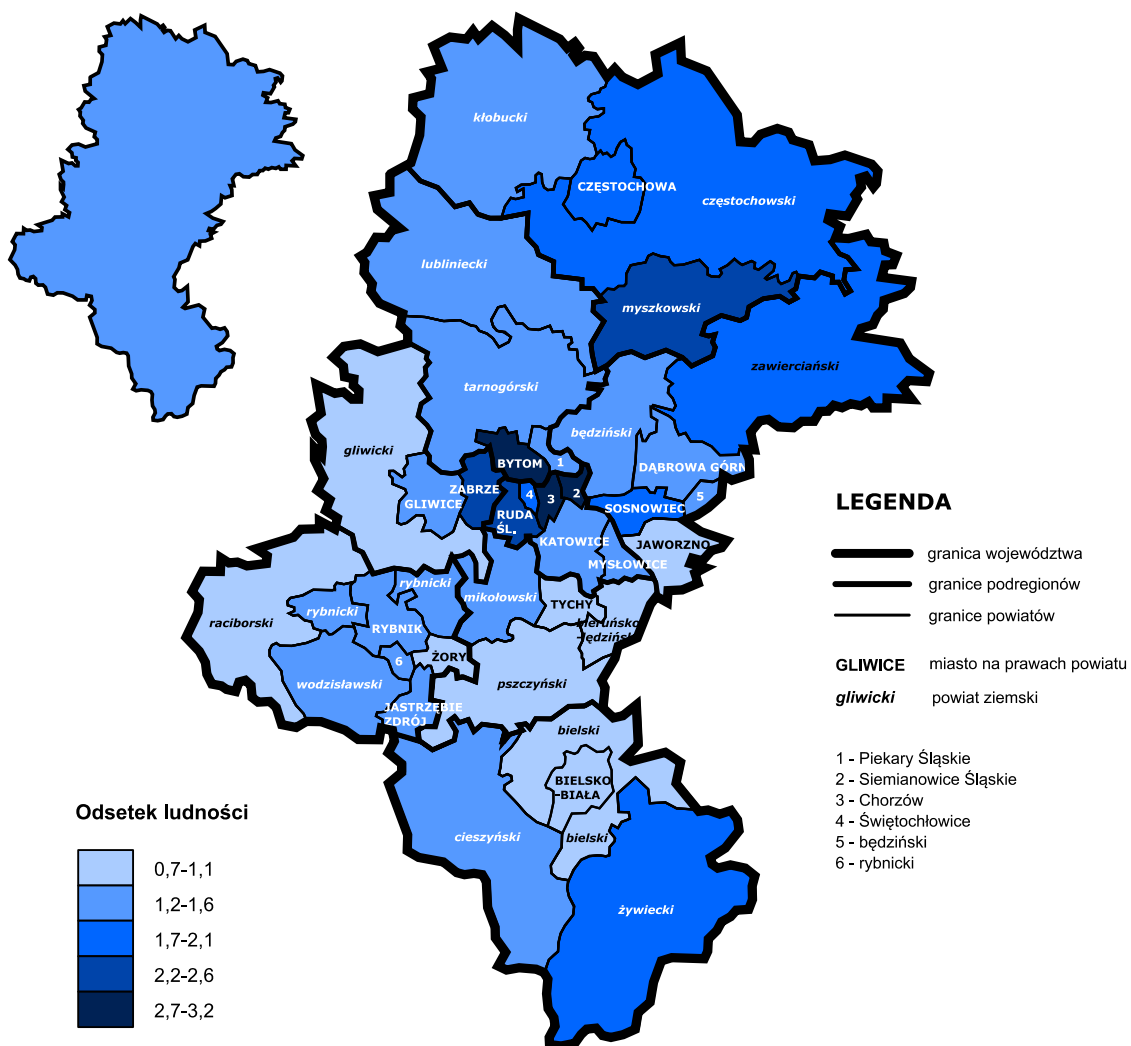 kłobucki
CZĘSTOCHOWA
częstochowski
lubliniecki
myszkowski
zawierciański
tarnogórski
będziński
gliwicki
BYTOM
1
DĄBROWA GÓRN
ZABRZE
GLIWICE
4
3
2
5
RUDA
ŚL.
SOSNOWIEC
KATOWICE
JAWORZNO
MYSŁOWICE
rybnicki
mikołowski
TYCHY
bieruńsko
-lędziński
raciborski
rybnicki
RYBNIK
6
ŻORY
wodzisławski
pszczyński
JASTRZĘBIE
ZDRÓJ
bielski
BIELSKO
-BIAŁA
cieszyński
bielski
żywiecki
LEGENDA
granica województwa
granice podregionów
granice powiatów
GLIWICE miasto na prawach powiatu
gliwicki powiat ziemski
1 - Piekary Śląskie
2 - Siemianowice Śląskie
3 - Chorzów
4 - Świętochłowice
5 - będziński
6 - rybnicki
Odsetek ludności
0,7-1,1
1,2-1,6
1,7-2,1
2,2-2,6
2,7-3,2